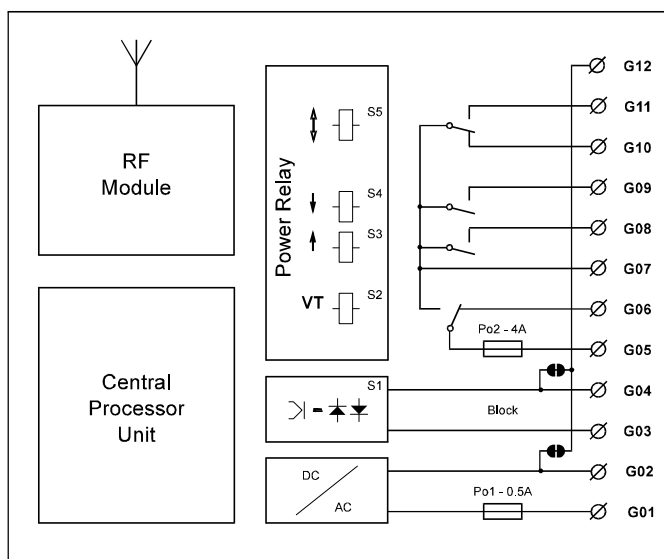 RF
Module
Central
Processor
Unit
Power Relay
S5
S4
S3
VT
S2
S1
DC
AC
Po2 - 4A
Block
Po1 - 0.5A
G12
G11
G10
G09
G08
G07
G06
G05
G04
G03
G02
G01